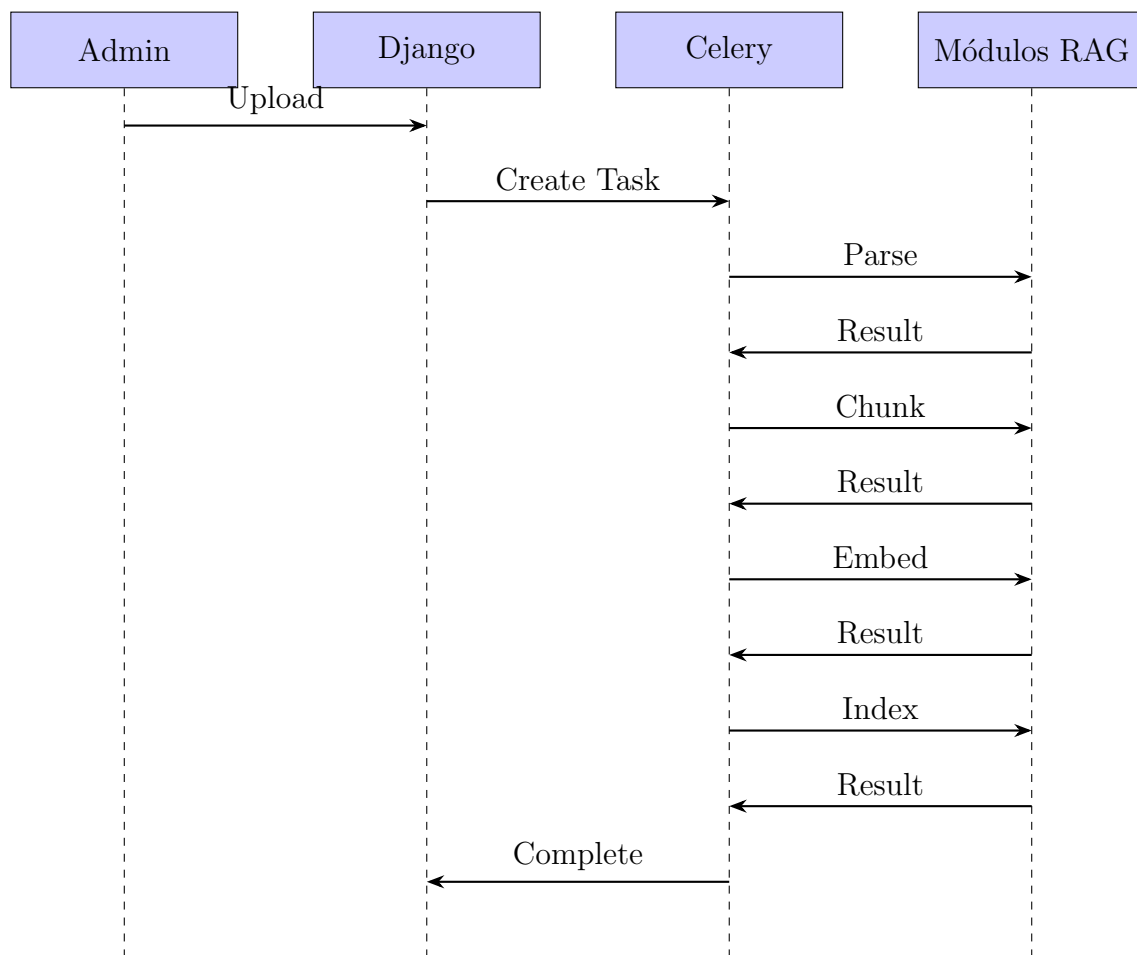 Admin
Django
Celery
Módulos RAG
Upload
Create Task
Parse
Result
Chunk
Result
Embed
Result
Index
Result
Complete